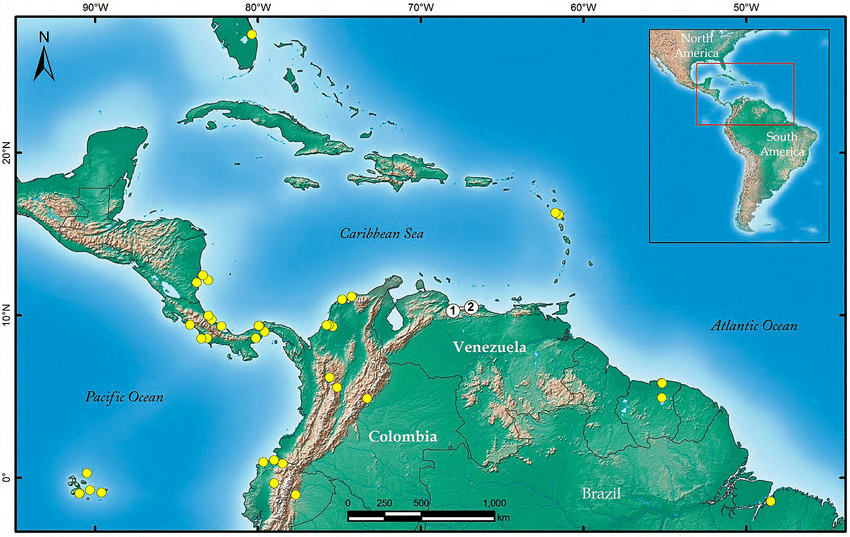 90°W
80°W
70°W
60°W
50°W
N
North
America
South
America
20°N
10°N
0°
Caribbean Sea
Atlantic Ocean
Pacific Ocean
1
2
Venezuela
Colombia
Brazil
0 250 500 1,000
km